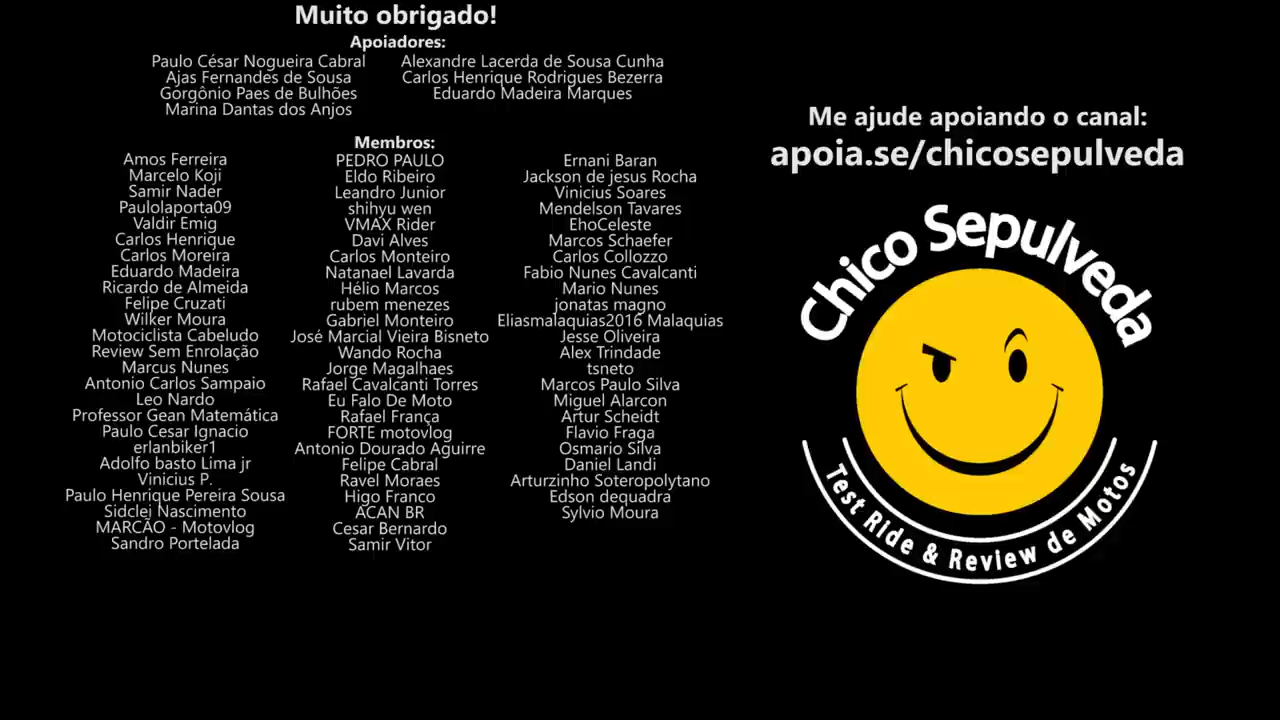 Muito obrigado!
Apoiadores:
Paulo César Nogueira Cabral
Ajas Fernandes de Sousa
Gorgônio Paes de Bulhões
Marina Dantas dos Anjos
Alexandre Lacerda de Sousa Cunha
Carlos Henrique Rodrigues Bezerra
Eduardo Madeira Marques
Membros:
Amos Ferreira
Marcelo Koji
Samir Nader
Paulolaporta09
Valdir Emig
Carlos Henrique
Carlos Moreira
Eduardo Madeira
Ricardo de Almeida
Felipe Cruzati
Wilker Moura
Motociclista Cabeludo
Review Sem Enrolação
Marcus Nunes
Antonio Carlos Sampaio
Leo Nardo
Professor Gean Matemática
Paulo Cesar Ignacio
erlanbiker1
Adolfo basto Lima jr
Vinicius P.
Paulo Henrique Pereira Sousa
Sidclei Nascimento
MARCÃO - Motovlog
Sandro Portelada
PEDRO PAULO
Eldo Ribeiro
Leandro Junior
shihyu wen
VMAX Rider
Davi Alves
Carlos Monteiro
Natanael Lavarda
Hélio Marcos
rubem menezes
Gabriel Monteiro
José Marcial Vieira Bisneto
Wando Rocha
Jorge Magalhaes
Rafael Cavalcanti Torres
Eu Falo De Moto
Rafael França
FORTE motovlog
Antonio Dourado Aguirre
Felipe Cabral
Ravel Moraes
Higo Franco
ACAN BR
Cesar Bernardo
Samir Vitor
Ernani Baran
Jackson de jesus Rocha
Vinicius Soares
Mendelson Tavares
EhoCeleste
Marcos Schaefer
Carlos Collozzo
Fabio Nunes Cavalcanti
Mario Nunes
jonatas magno
Eliasmalaquias2016 Malaquias
Jesse Oliveira
Alex Trindade
tsneto
Marcos Paulo Silva
Miguel Alarcon
Artur Scheidt
Flavio Fraga
Osmario Silva
Daniel Landi
Arturzinho Soteropolytano
Edson dequadra
Sylvio Moura
Me ajude apoiando o canal:
apoia.se/chicosepulveda
Chico Sepulveda
Test Ride & Review de Motos